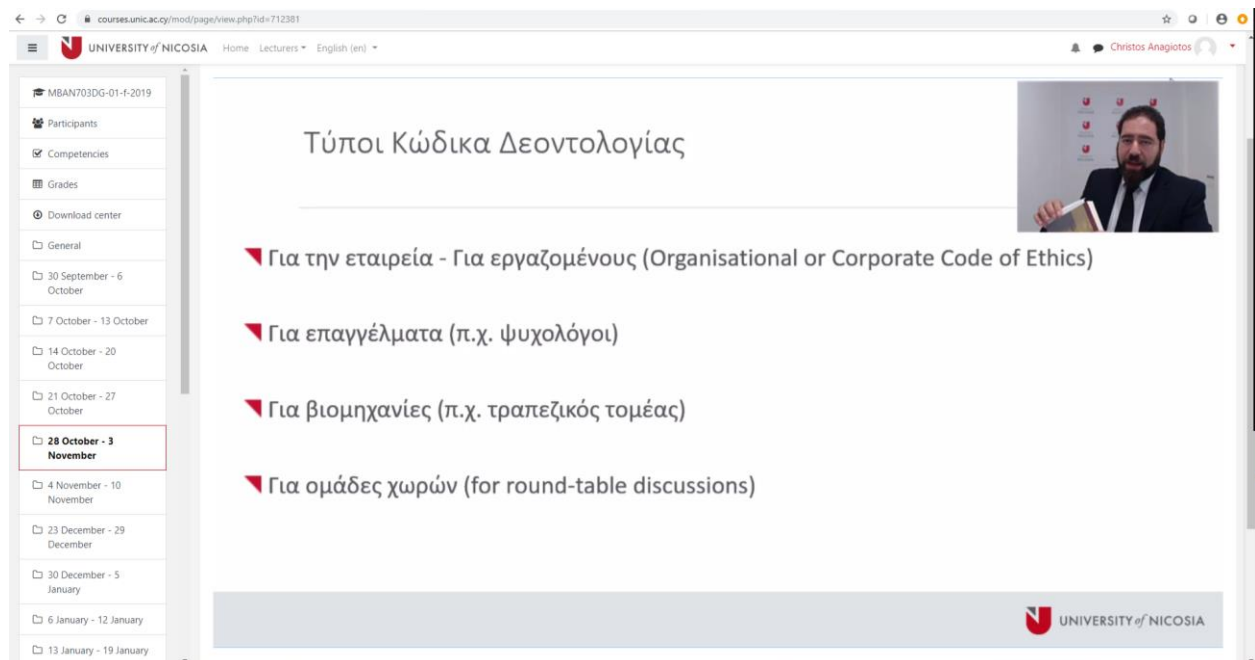 courses.unic.ac.cy/mod/page/view.php?id=712381
UNIVERSITY of NICOSIA Home Lecturers English (en) Christos Anagiotos
MBAN703DG-01-f-2019
Participants
Competencies
Grades
Download center
General
30 September - 6
October
7 October - 13 October
14 October - 20
October
21 October - 27
October
28 October - 3
November
4 November - 10
November
23 December - 29
December
30 December - 5
January
6 January - 12 January
13 January - 19 January
Τύποι Κώδικα Δεοντολογίας
Για την εταιρεία - Για εργαζομένους (Organisational or Corporate Code of Ethics)
Για επαγγέλματα (π.χ. ψυχολόγοι)
Για βιομηχανίες (π.χ. τραπεζικός τομέας)
Για ομάδες χωρών (for round-table discussions)
UNIVERSITY of NICOSIA